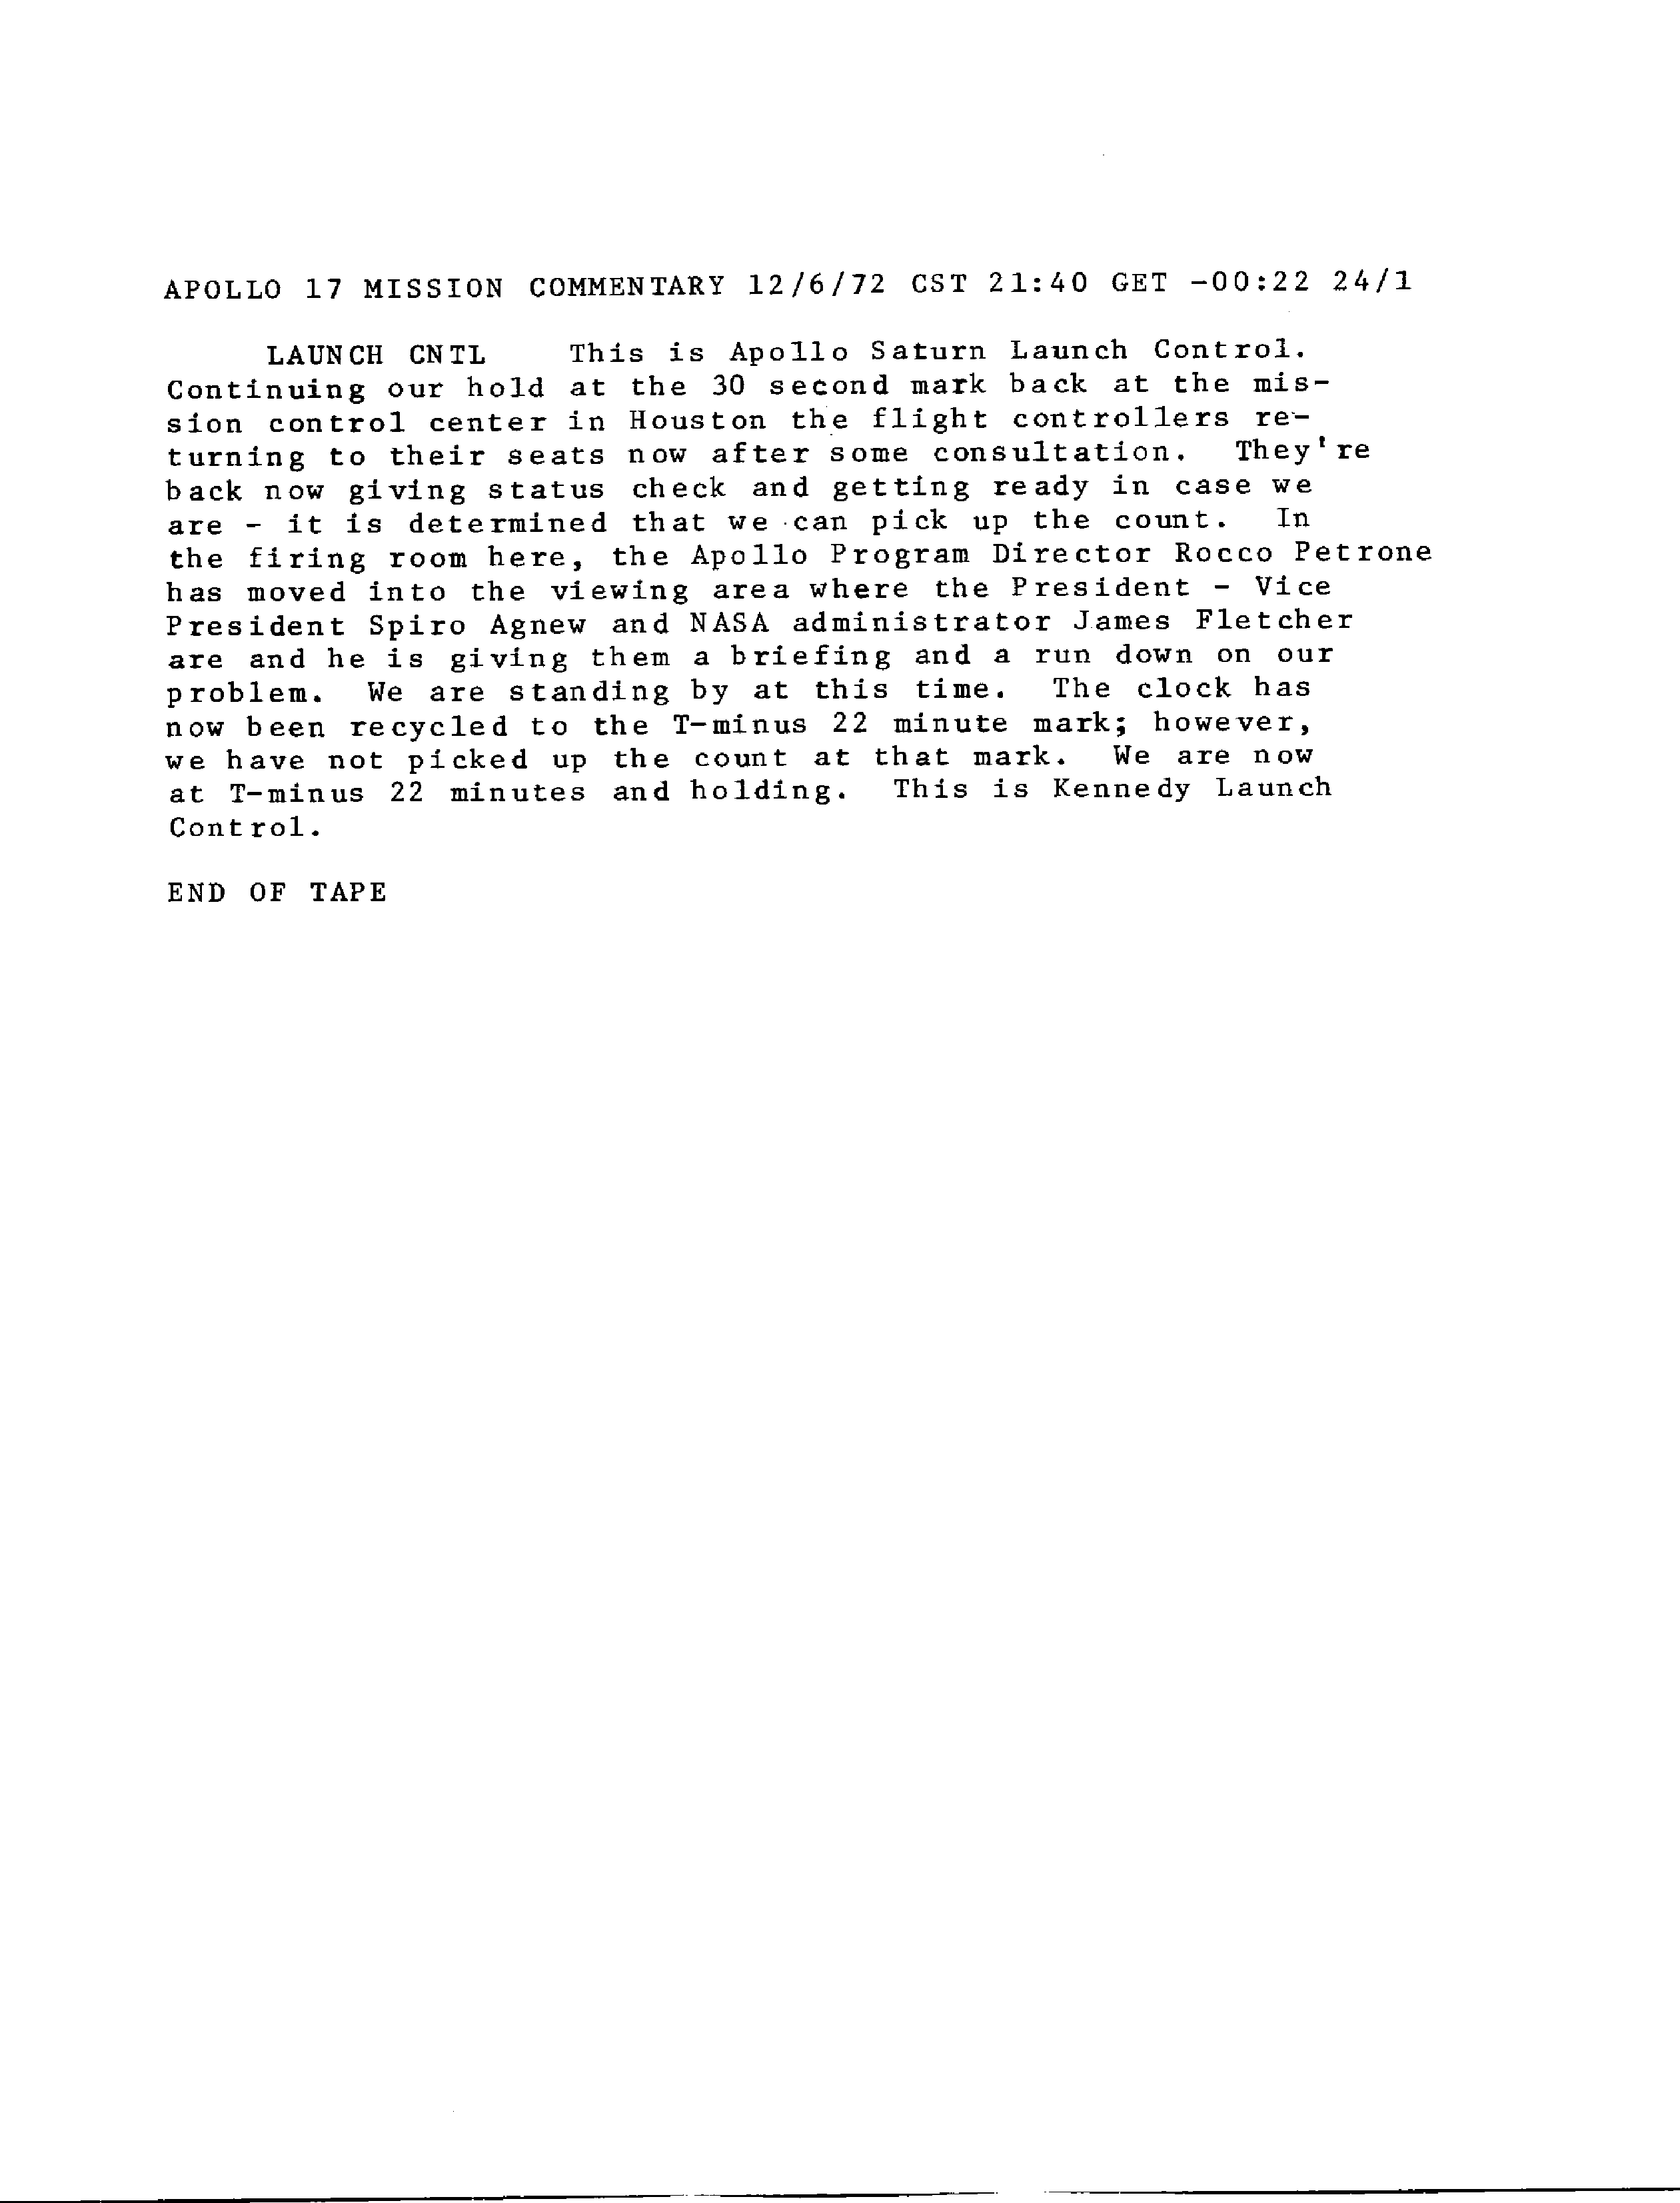 APOLLO 17 MISSION COMMENTARY 12/6/72 CST 21:40 GET -00:22 24/1
LAUNCH CNTL This is Apollo Saturn Launch Control.
Continuing our hold at the 30 second mark back at the mis-
sion control center in Houston the flight controllers re-
turning to their seats now after some consultation. They're
back now giving status check and getting ready in case we
are - it is determined that we can pick up the count. In
the firing room here, the Apollo Program Director Rocco Petrone
has moved into the viewing area where the President - Vice
President Spiro Agnew and NASA administrator James Fletcher
are and he is giving them a briefing and a run down on our
problem. We are standing by at this time. The clock has
now been recycled to the T-minus 22 minute mark; however,
we have not picked up the count at that mark. We are now
at T-minus 22 minutes and holding. This is Kennedy Launch
Control.
END OF TAPE